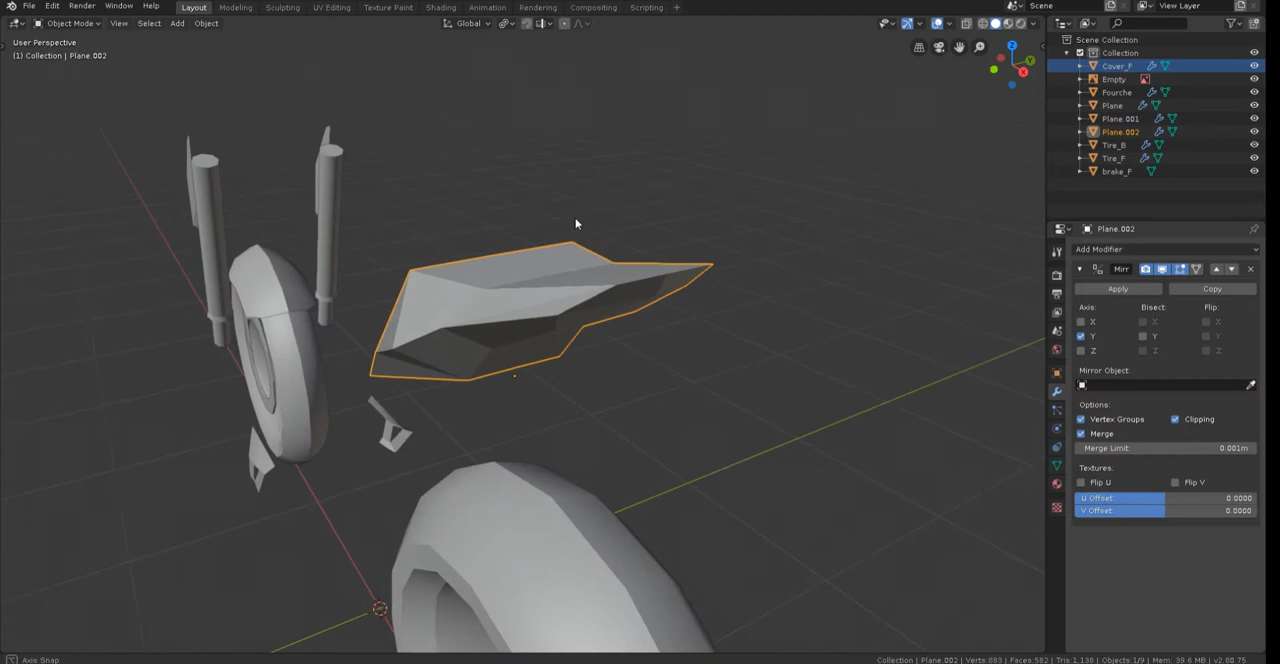 File Edit Render Window Help Layout Modeling Sculpting UV Editing Texture Paint Shading Animation Rendering Compositing Scripting + Scene View Layer
Object Mode View Select Add Object Global
User Perspective
(1) Collection | Plane.002
Z
Y
X
Scene Collection
Collection
Cover_F
Empty
Fourche
Plane
Plane.001
Plane.002
Tire_B
Tire_F
brake_F
Plane.002
Add Modifier
Mirr
Apply Copy
Axis: Bisect: Flip:
X X X
Y Y Y
Z Z Z
Mirror Object:
Options:
Vertex Groups Clipping
Merge
Merge Limit: 0.001m
Textures:
Flip U Flip V
U Offset: 0.0000
V Offset: 0.0000
Axis Snap Collection | Plane.002 | Verts:683 | Faces:582 | Tris:1,138 | Objects:1/9 | Mem: 39.6 MB | v2.80.75